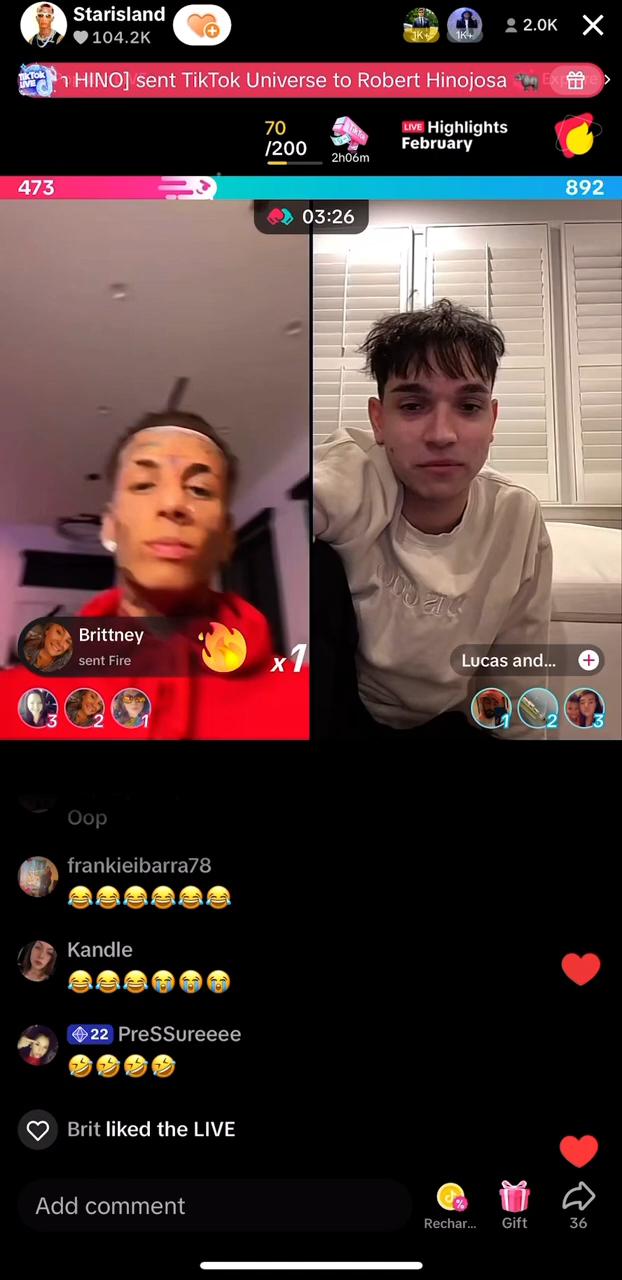 Starisland
104.2K
1K+
1K+
2.0K
TikTok
LIVE
HINO] sent TikTok Universe to Robert Hinojosa
70
/200
2h06m
LIVE Highlights
February
473
892
03:26
Brittney
sent Fire
x1
Lucas and...
3
2
1
1
2
3
Oop
frankieibarra78
😂😂😂😂😂😂
Kandle
😂😂😂😭😭😭
22 PreSSureeee
🤣🤣🤣🤣
Brit liked the LIVE
Add comment
Rechar...
Gift
36